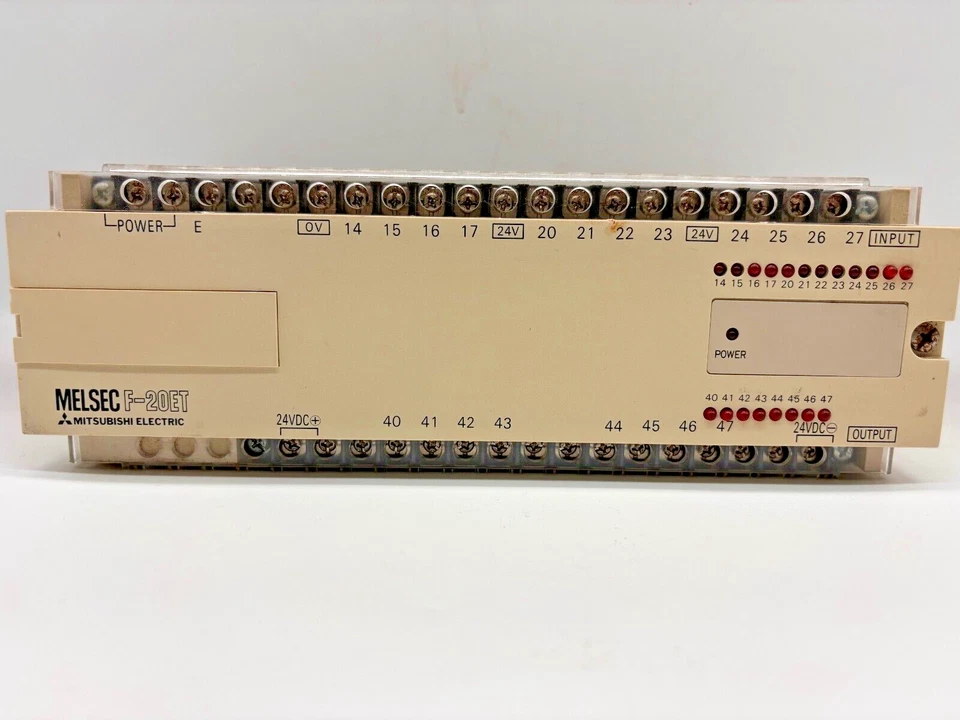 POWER E 0V 14 15 16 17 24V 20 21 22 23 24V 24 25 26 27 INPUT
14 15 16 17 20 21 22 23 24 25 26 27
POWER
MELSEC F-20ET
MITSUBISHI ELECTRIC
40 41 42 43 44 45 46 47
24VDC+ 40 41 42 43 44 45 46 47 24VDC- OUTPUT